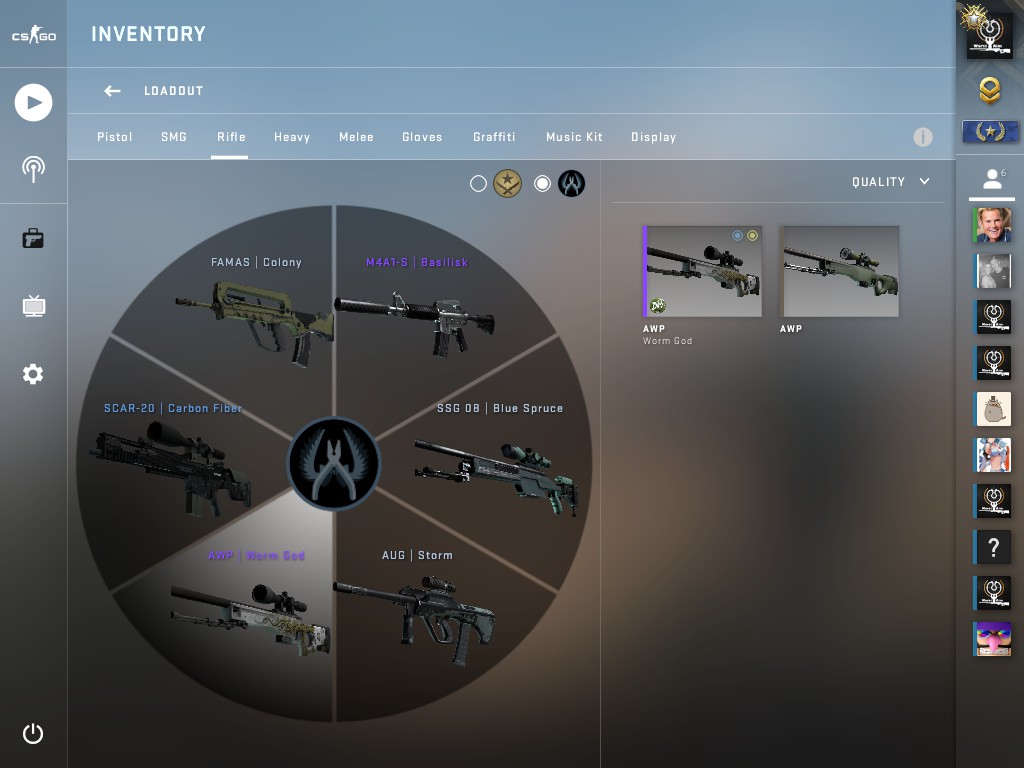 CS GO
INVENTORY
LOADOUT
Pistol SMG Rifle Heavy Melee Gloves Graffiti Music Kit Display
i
QUALITY
6
FAMAS | Colony
M4A1-S | Basilisk
SCAR-20 | Carbon Fiber
SSG 08 | Blue Spruce
AWP | Worm God
AUG | Storm
AWP
Worm God
AWP
?